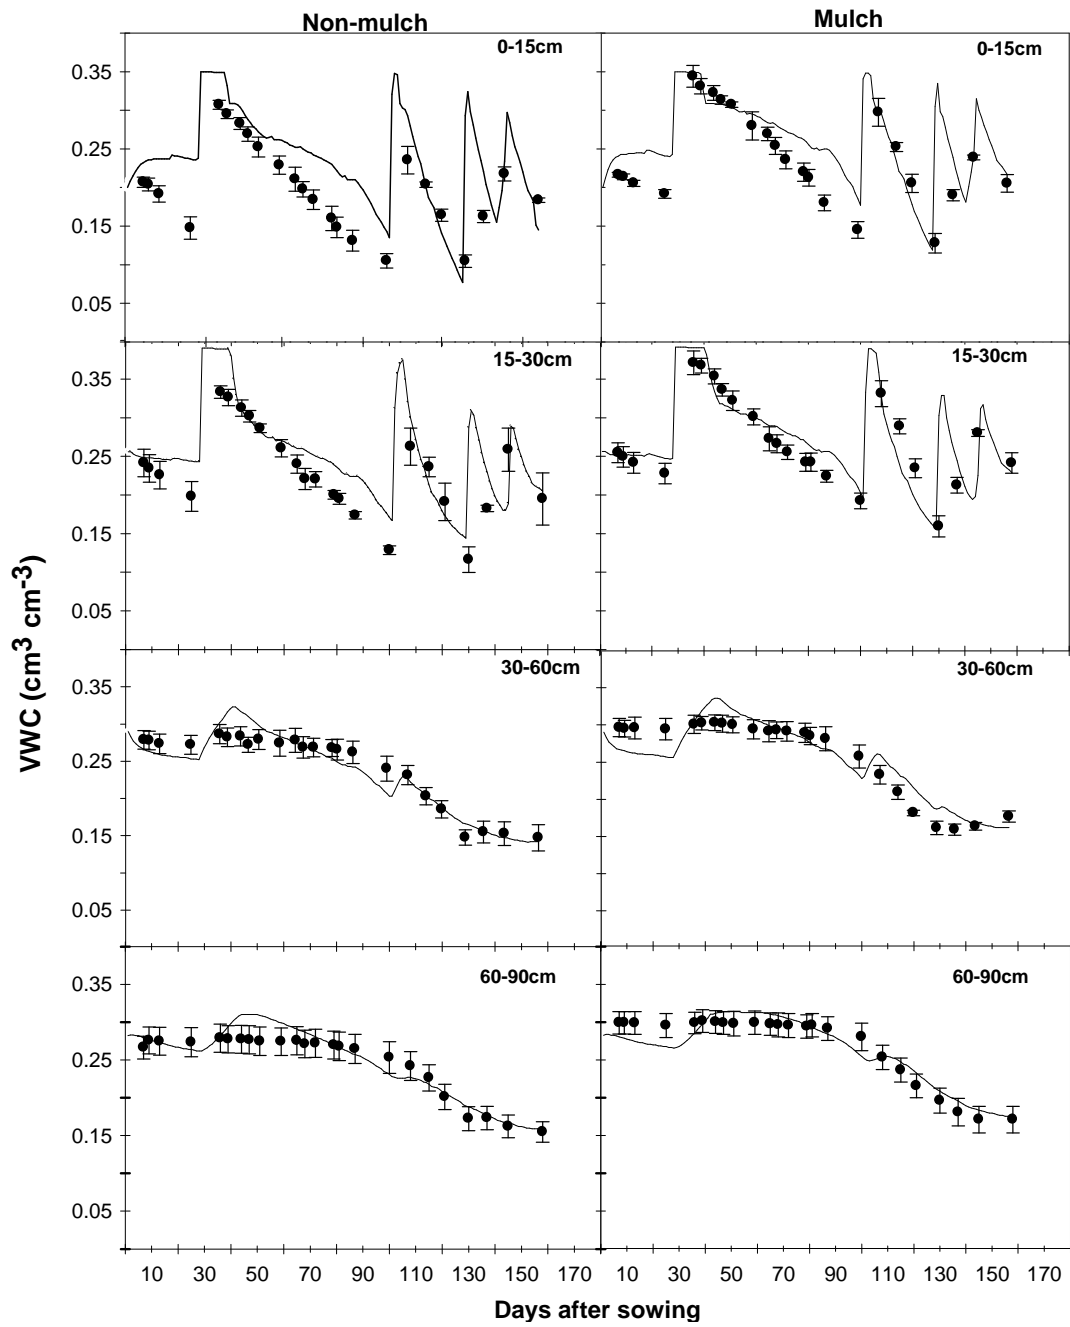 Non-mulch Mulch
0-15cm 0-15cm
0.35
0.25
0.15
0.05
15-30cm 15-30cm
0.35
0.25
0.15
0.05
30-60cm 30-60cm
0.35
0.25
0.15
0.05
60-90cm 60-90cm
0.35
0.25
0.15
0.05
VWC (cm³ cm⁻³)
10 30 50 70 90 110 130 150 170 10 30 50 70 90 110 130 150 170
Days after sowing